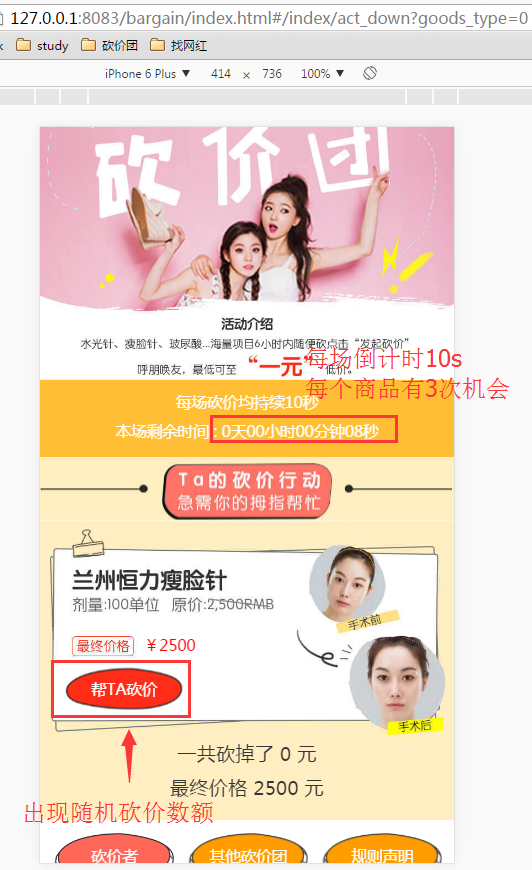 127.0.0.1:8083/bargain/index.html#/index/act_down?goods_type=0
study 砍价团 找网红
iPhone 6 Plus ▼ 414 × 736 100% ▼
砍价团
活动介绍
水光针、瘦脸针、玻尿酸...海量项目6小时内随便砍点击“发起砍价”
呼朋唤友，最低可至“一元”低价。
每场倒计时10s
每个商品有3次机会
每场砍价均持续10秒
本场剩余时间 : 0天00小时00分钟08秒
Ta的砍价行动
急需你的拇指帮忙
兰州恒力瘦脸针
剂量:100单位 原价:2,500RMB
手术前
最终价格 ￥2500
帮TA砍价
手术后
一共砍掉了 0 元
最终价格 2500 元
出现随机砍价数额
砍价者 其他砍价团 规则声明